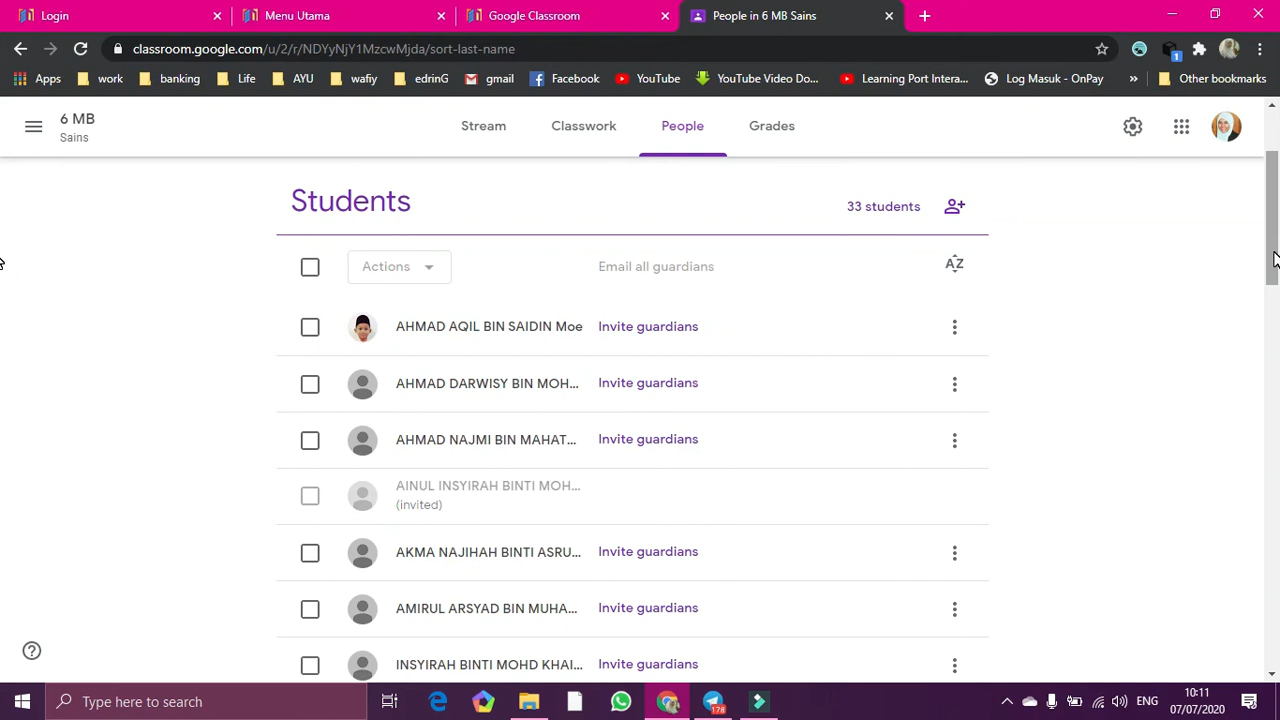 Login
Menu Utama
Google Classroom
People in 6 MB Sains
classroom.google.com/u/2/r/NDYyNjY1MzcwMjda/sort-last-name
Apps
work
banking
Life
AYU
wafiy
edrinG
gmail
Facebook
YouTube
YouTube Video Do...
Learning Port Intera...
Log Masuk - OnPay
»
Other bookmarks
1
6 MB
Sains
Stream
Classwork
People
Grades
Students
33 students
Actions
Email all guardians
AZ
AHMAD AQIL BIN SAIDIN Moe
Invite guardians
AHMAD DARWISY BIN MOH...
Invite guardians
AHMAD NAJMI BIN MAHAT...
Invite guardians
AINUL INSYIRAH BINTI MOH...
(invited)
AKMA NAJIHAH BINTI ASRU...
Invite guardians
AMIRUL ARSYAD BIN MUHA...
Invite guardians
INSYIRAH BINTI MOHD KHAI...
Invite guardians
Type here to search
178
ENG
10:11
07/07/2020